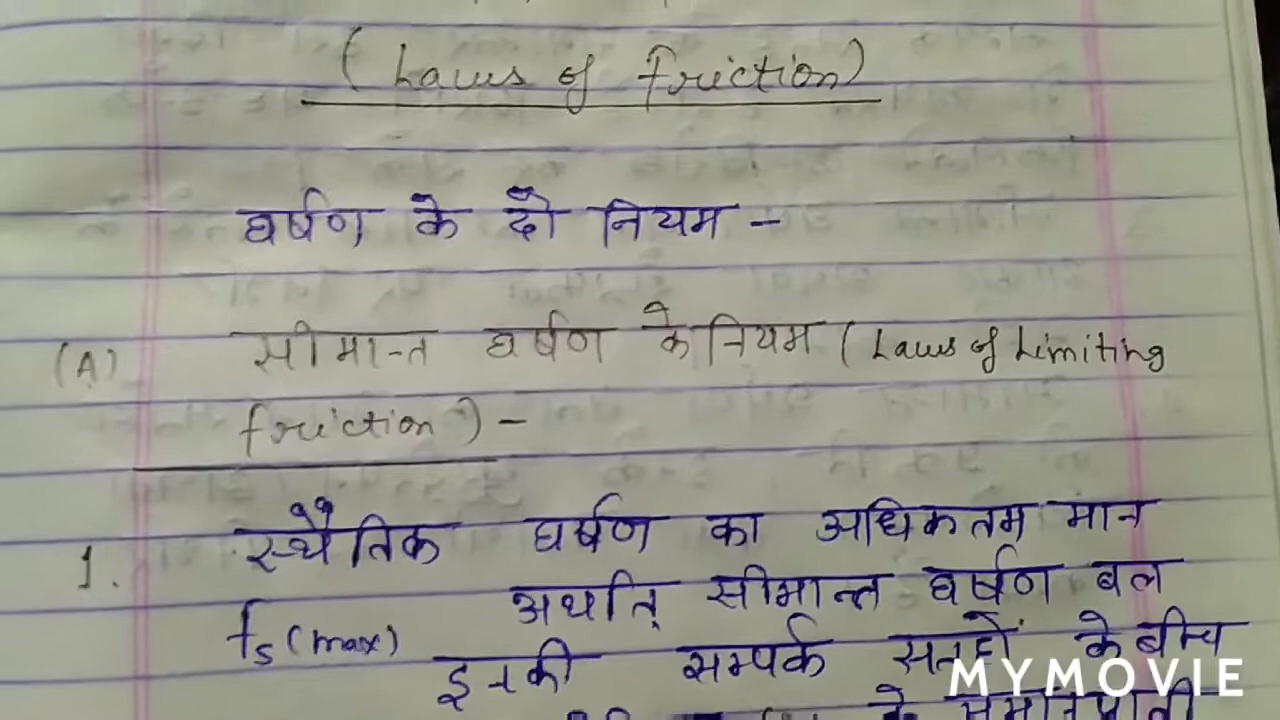 (Laws of friction)
घर्षण के दो नियम -
(A) सीमान्त घर्षण के नियम (Laws of Limiting
friction) -
1. स्थैतिक घर्षण का अधिकतम मान
fs(max) अर्थात् सीमान्त घर्षण बल
इनकी सम्पर्क सतहों के बीच
के समानुपाती
MYMOVIE